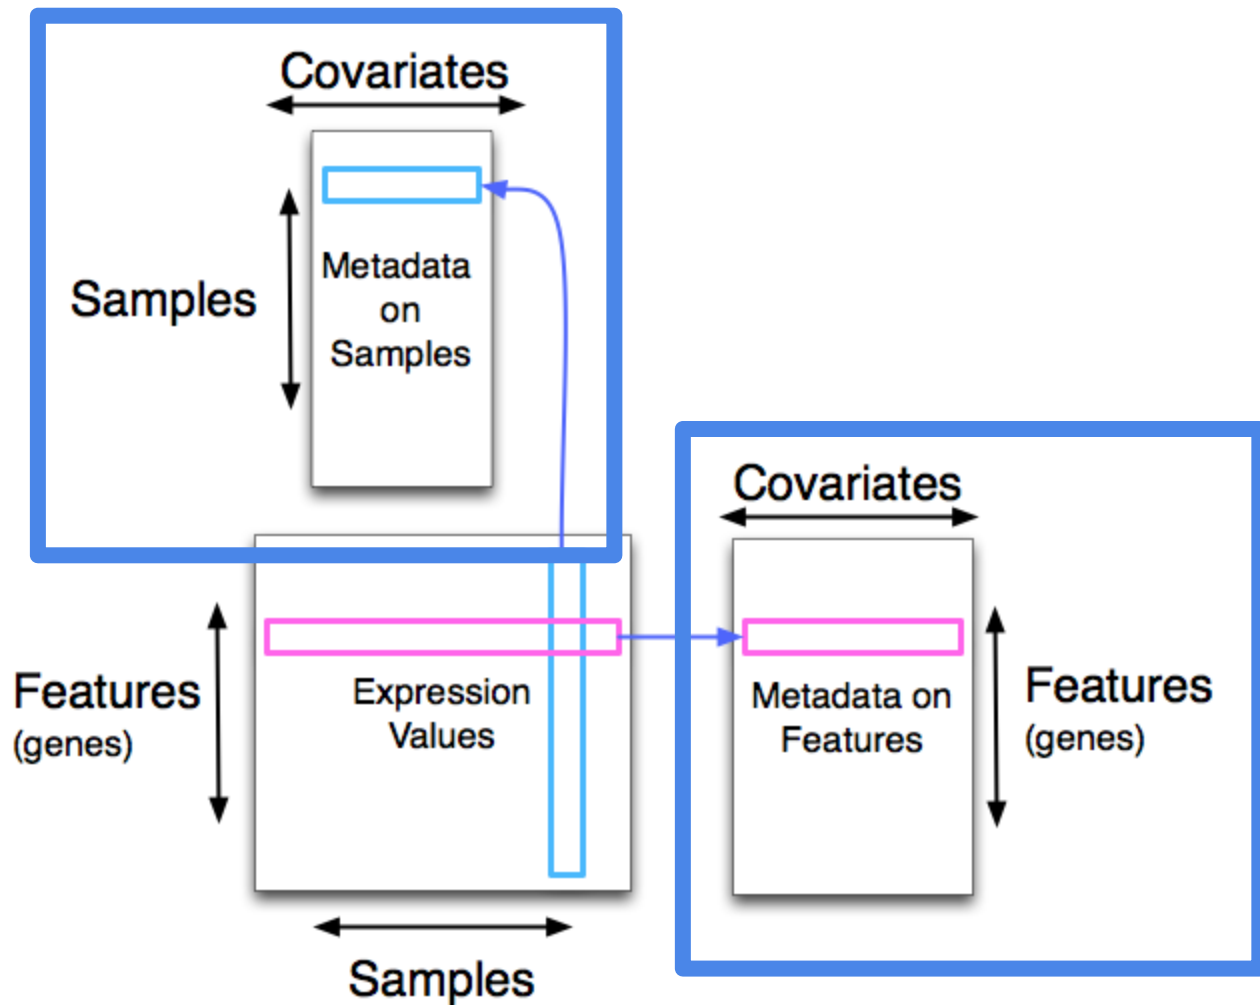 Covariates
Samples
Metadata
on
Samples
Covariates
Features
(genes)
Expression
Values
Metadata on
Features
Features
(genes)
Samples